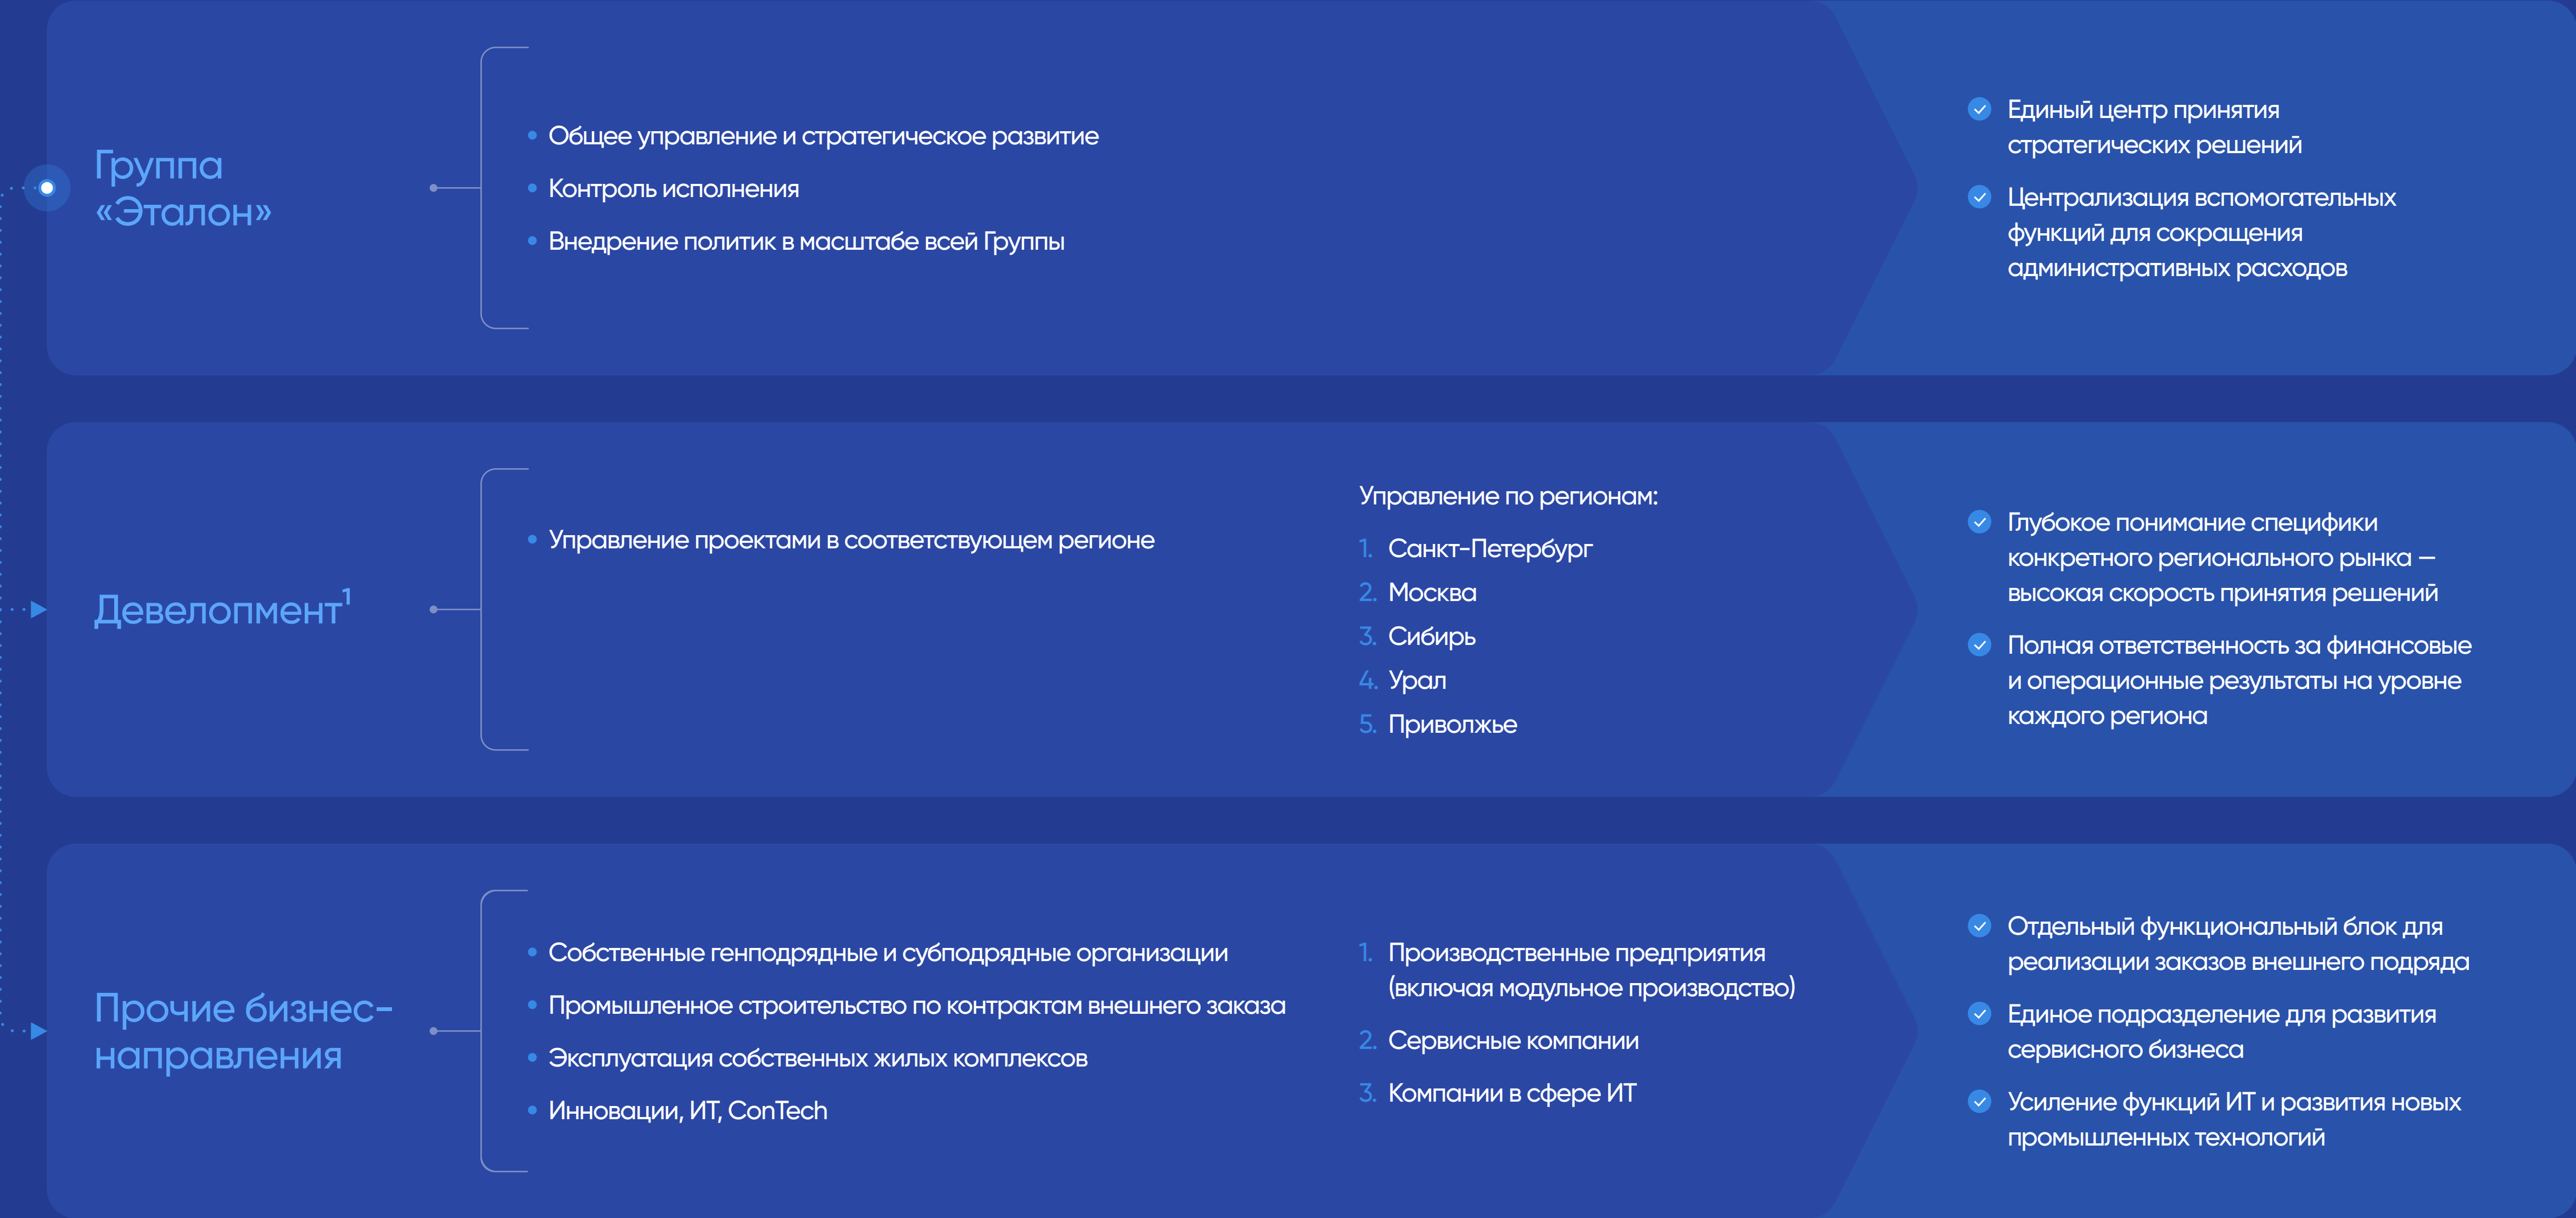 Группа
«Эталон»
• Общее управление и стратегическое развитие
• Контроль исполнения
• Внедрение политик в масштабе всей Группы
Единый центр принятия
стратегических решений
Централизация вспомогательных
функций для сокращения
административных расходов
Девелопмент¹
• Управление проектами в соответствующем регионе
Управление по регионам:
1. Санкт-Петербург
2. Москва
3. Сибирь
4. Урал
5. Приволжье
Глубокое понимание специфики
конкретного регионального рынка —
высокая скорость принятия решений
Полная ответственность за финансовые
и операционные результаты на уровне
каждого региона
Прочие бизнес-
направления
• Собственные генподрядные и субподрядные организации
• Промышленное строительство по контрактам внешнего заказа
• Эксплуатация собственных жилых комплексов
• Инновации, ИТ, ConTech
1. Производственные предприятия
(включая модульное производство)
2. Сервисные компании
3. Компании в сфере ИТ
Отдельный функциональный блок для
реализации заказов внешнего подряда
Единое подразделение для развития
сервисного бизнеса
Усиление функций ИТ и развития новых
промышленных технологий